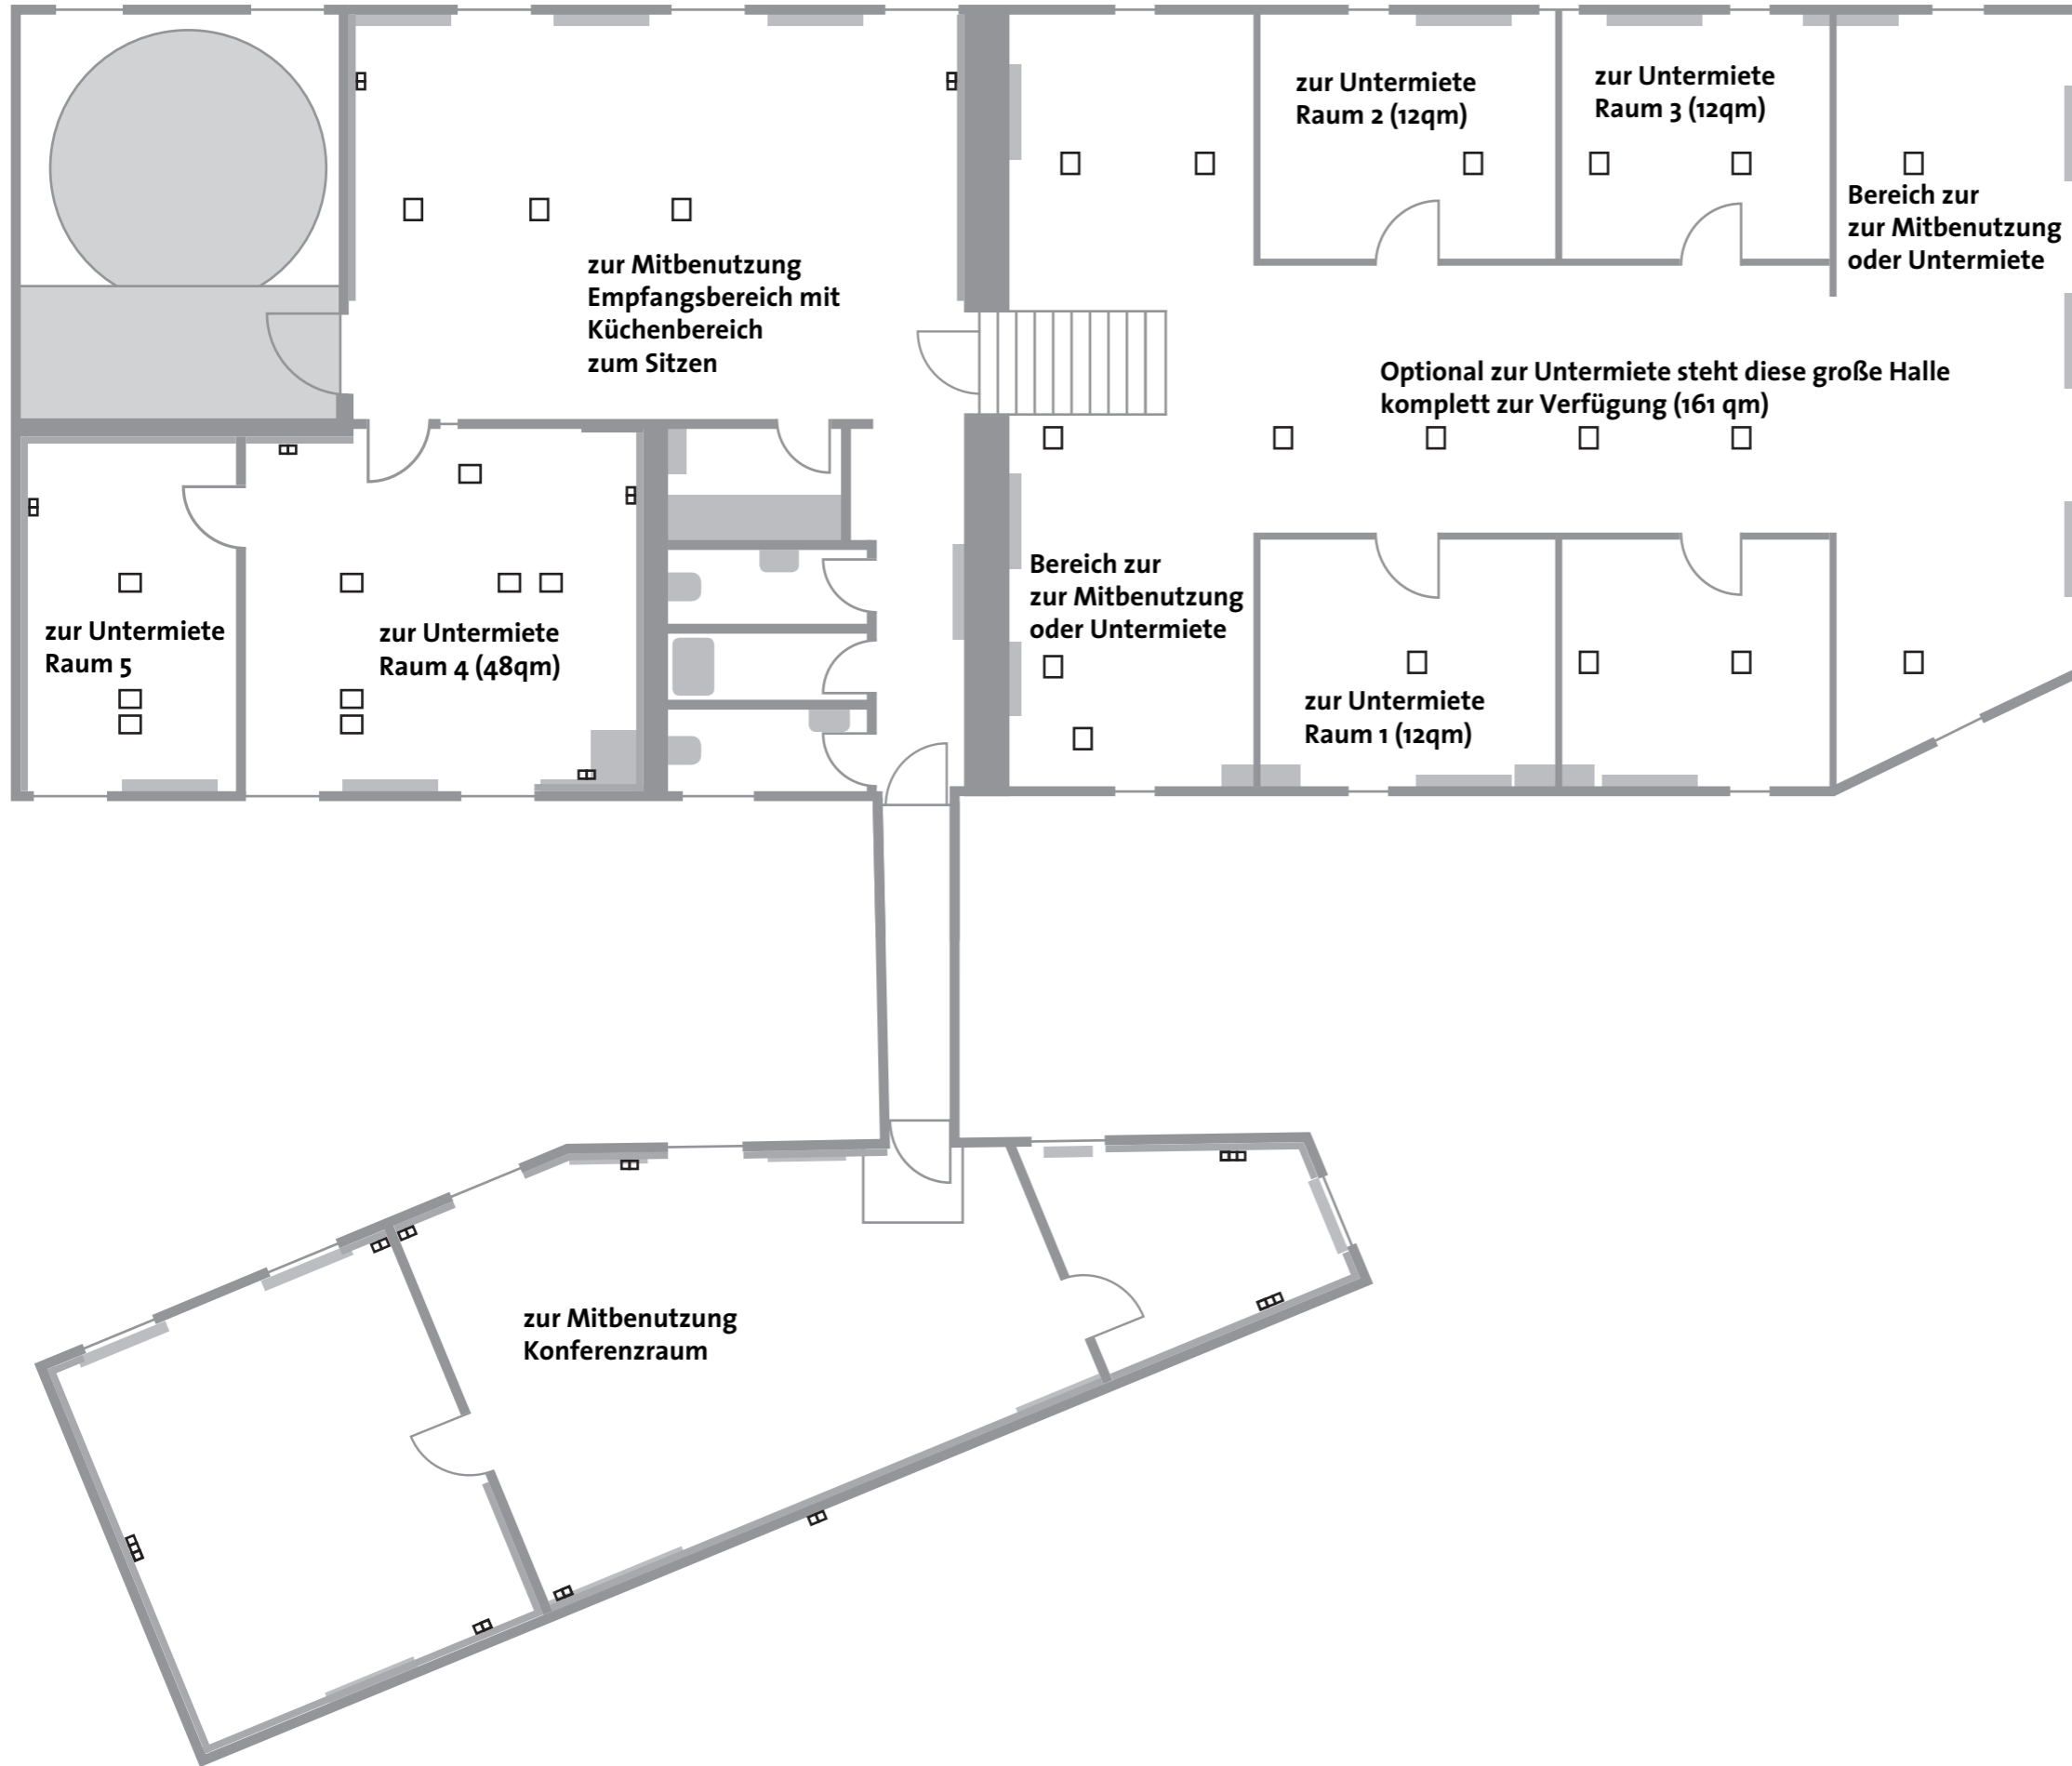 zur Untermiete
Raum 2 (12qm)
zur Untermiete
Raum 3 (12qm)
Bereich zur
zur Mitbenutzung
oder Untermiete
zur Mitbenutzung
Empfangsbereich mit
Küchenbereich
zum Sitzen
Optional zur Untermiete steht diese große Halle
komplett zur Verfügung (161 qm)
Bereich zur
zur Mitbenutzung
oder Untermiete
zur Untermiete
Raum 5
zur Untermiete
Raum 4 (48qm)
zur Untermiete
Raum 1 (12qm)
zur Mitbenutzung
Konferenzraum